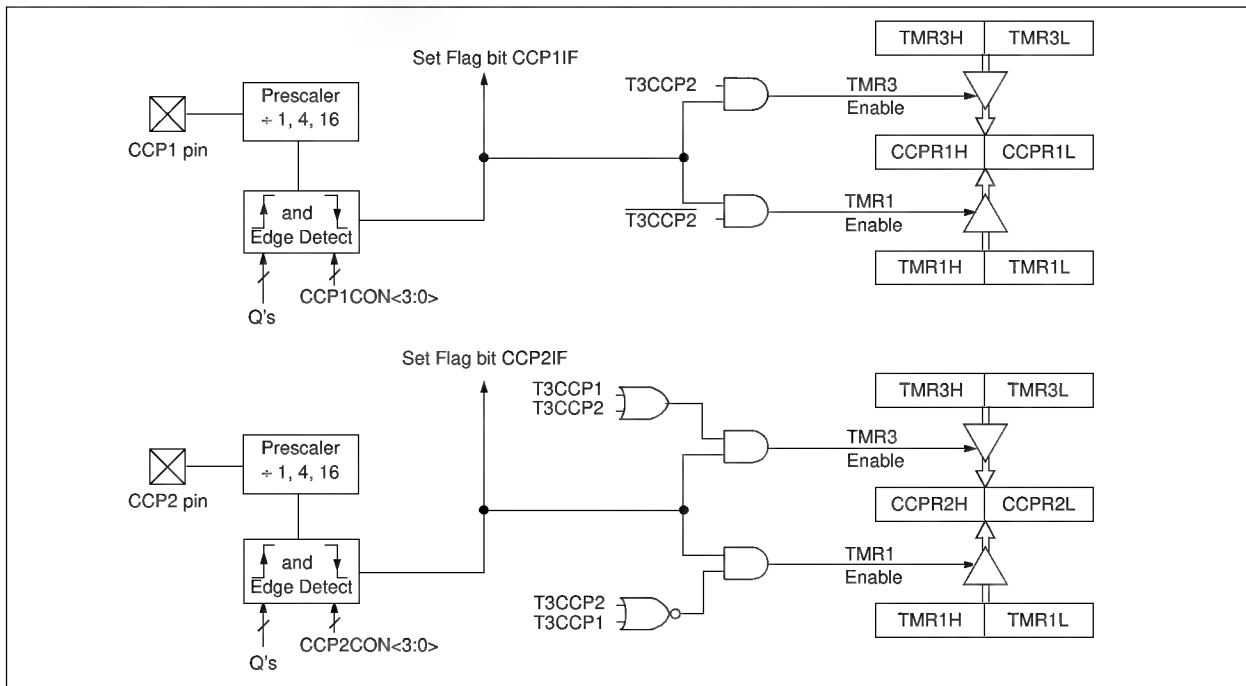 TMR3H TMR3L
Set Flag bit CCP1IF
T3CCP2
TMR3
Enable
Prescaler
÷ 1, 4, 16
CCP1 pin
CCPR1H CCPR1L
and
Edge Detect
T3CCP2
TMR1
Enable
TMR1H TMR1L
CCP1CON<3:0>
Q's
Set Flag bit CCP2IF
TMR3H TMR3L
T3CCP1
T3CCP2
TMR3
Enable
Prescaler
÷ 1, 4, 16
CCP2 pin
CCPR2H CCPR2L
and
Edge Detect
TMR1
Enable
T3CCP2
T3CCP1
TMR1H TMR1L
CCP2CON<3:0>
Q's